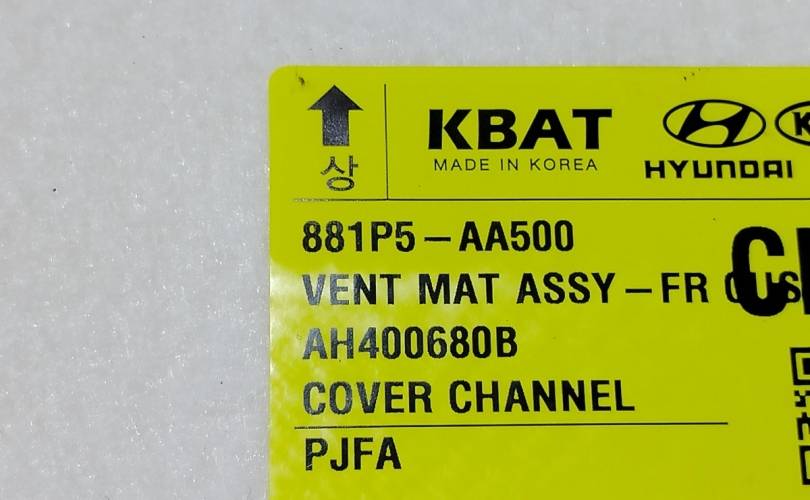 KBAT
MADE IN KOREA
HYUNDAI
상
881P5-AA500
VENT MAT ASSY-FR
AH400680B
COVER CHANNEL
PJFA